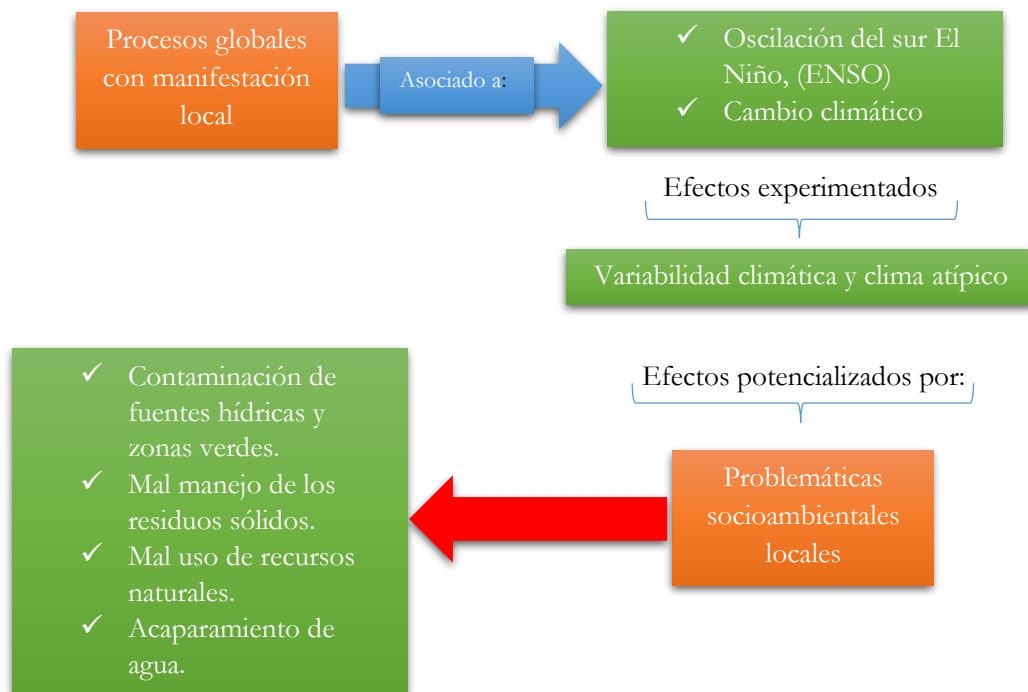 Procesos globales
con manifestación
local
Asociado a:
✓ Oscilación del sur El
Niño, (ENSO)
✓ Cambio climático
Efectos experimentados
Variabilidad climática y clima atípico
Efectos potencializados por:
Problemáticas
socioambientales
locales
✓ Contaminación de
fuentes hídricas y
zonas verdes.
✓ Mal manejo de los
residuos sólidos.
✓ Mal uso de recursos
naturales.
✓ Acaparamiento de
agua.